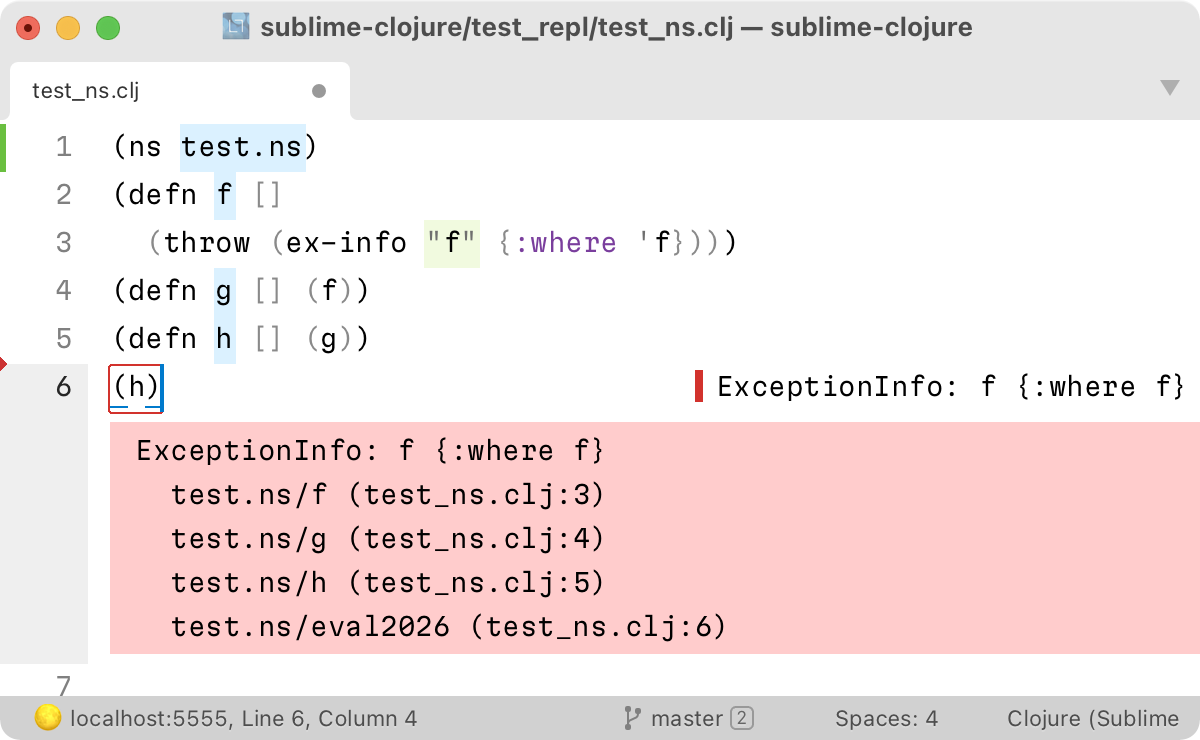 sublime-clojure/test_repl/test_ns.clj — sublime-clojure
test_ns.clj
1 (ns test.ns)
2 (defn f []
3 (throw (ex-info "f" {:where 'f})))
4 (defn g [] (f))
5 (defn h [] (g))
6 (h) ExceptionInfo: f {:where f}
ExceptionInfo: f {:where f}
test.ns/f (test_ns.clj:3)
test.ns/g (test_ns.clj:4)
test.ns/h (test_ns.clj:5)
test.ns/eval2026 (test_ns.clj:6)
7
localhost:5555, Line 6, Column 4 master 2 Spaces: 4 Clojure (Sublime